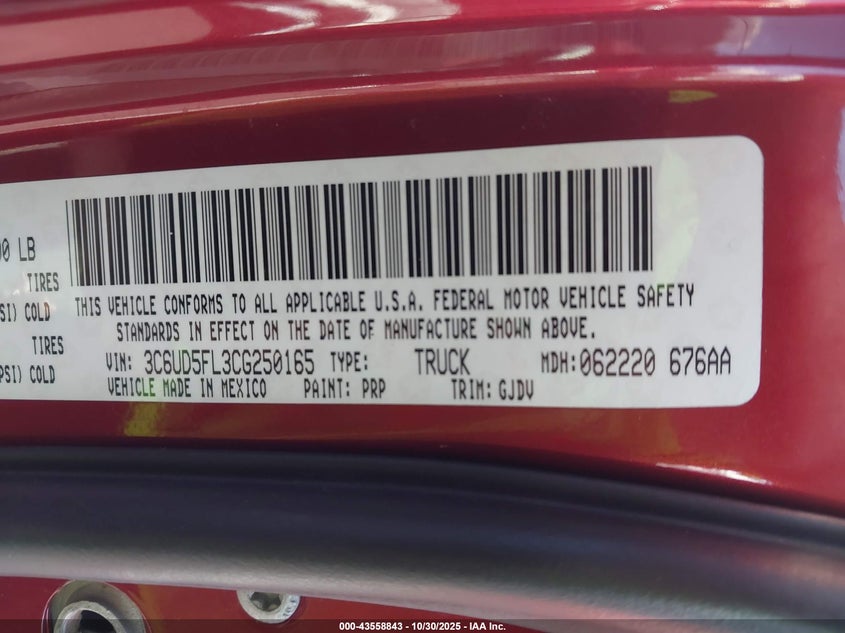 00 LB
TIRES
SI) COLD
THIS VEHICLE CONFORMS TO ALL APPLICABLE U.S.A. FEDERAL MOTOR VEHICLE SAFETY
STANDARDS IN EFFECT ON THE DATE OF MANUFACTURE SHOWN ABOVE.
TIRES
PSI) COLD
VIN: 3C6UD5FL3CG250165 TYPE: TRUCK MDH:062220 676AA
VEHICLE MADE IN MEXICO PAINT: PRP TRIM: GJDV
000-43558843 - 10/30/2025 - IAA Inc.